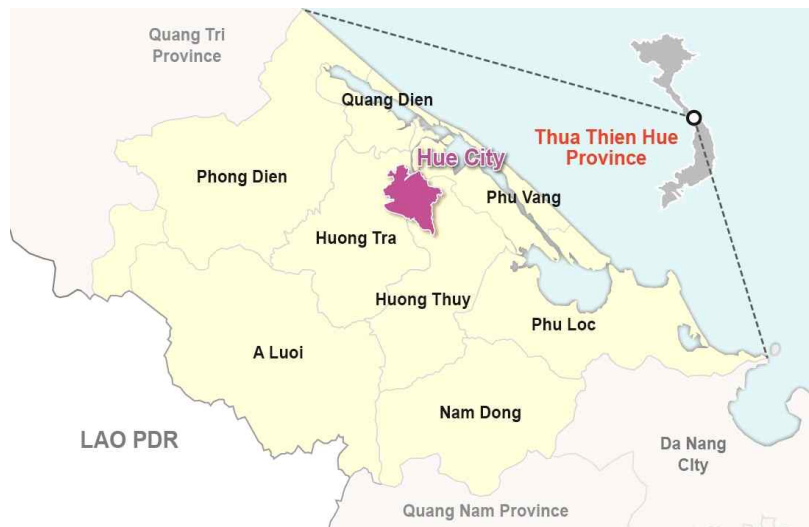 Quang Tri
Province
Quang Dien
Thua Thien Hue
Province
Hue City
Phong Dien
Phu Vang
Huong Tra
Huong Thuy
Phu Loc
A Luoi
Nam Dong
LAO PDR
Da Nang
CIty
Quang Nam Province